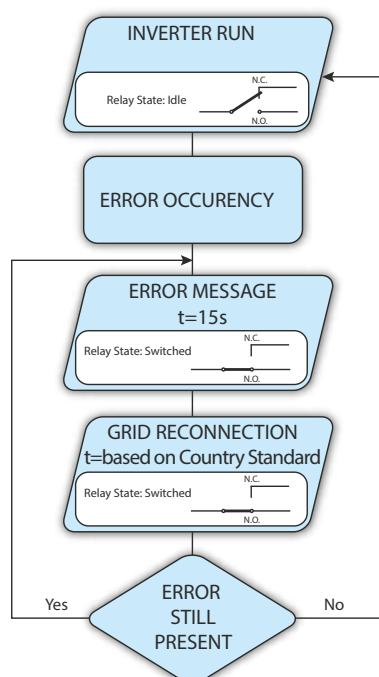 INVERTER RUN
N.C.
Relay State: Idle
N.O.
ERROR OCCURENCY
ERROR MESSAGE
t=15s
N.C.
Relay State: Switched
N.O.
GRID RECONNECTION
t=based on Country Standard
N.C.
Relay State: Switched
N.O.
Yes
ERROR
STILL
PRESENT
No